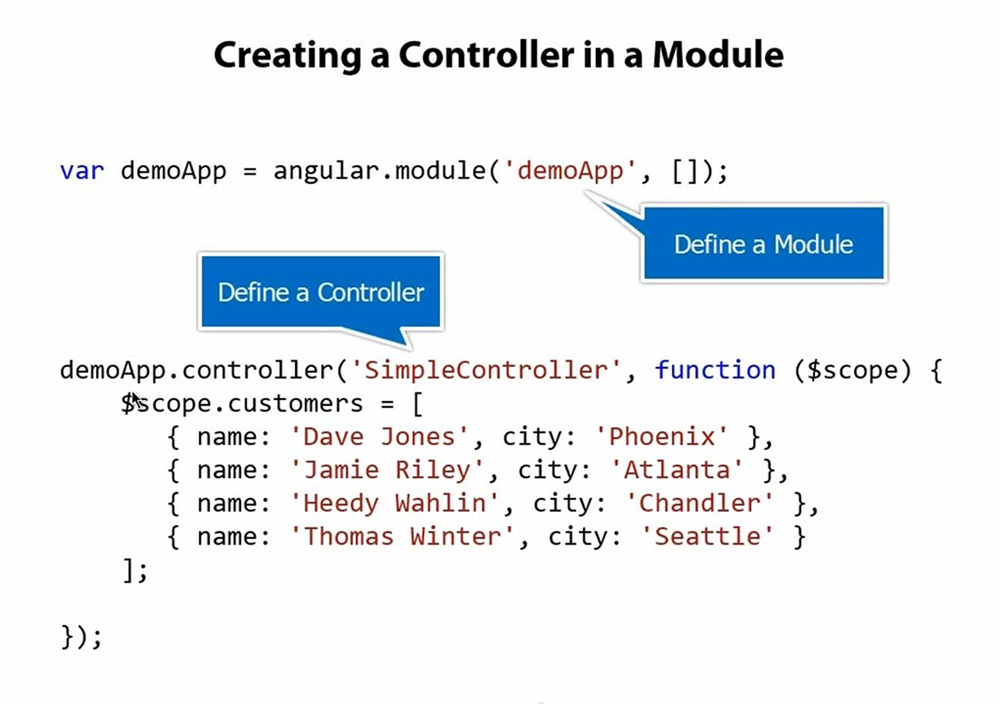 Creating a Controller in a Module
var demoApp = angular.module('demoApp', []);
Define a Module
Define a Controller
demoApp.controller('SimpleController', function ($scope) {
$scope.customers = [
{ name: 'Dave Jones', city: 'Phoenix' },
{ name: 'Jamie Riley', city: 'Atlanta' },
{ name: 'Heedy Wahlin', city: 'Chandler' },
{ name: 'Thomas Winter', city: 'Seattle' }
];
});